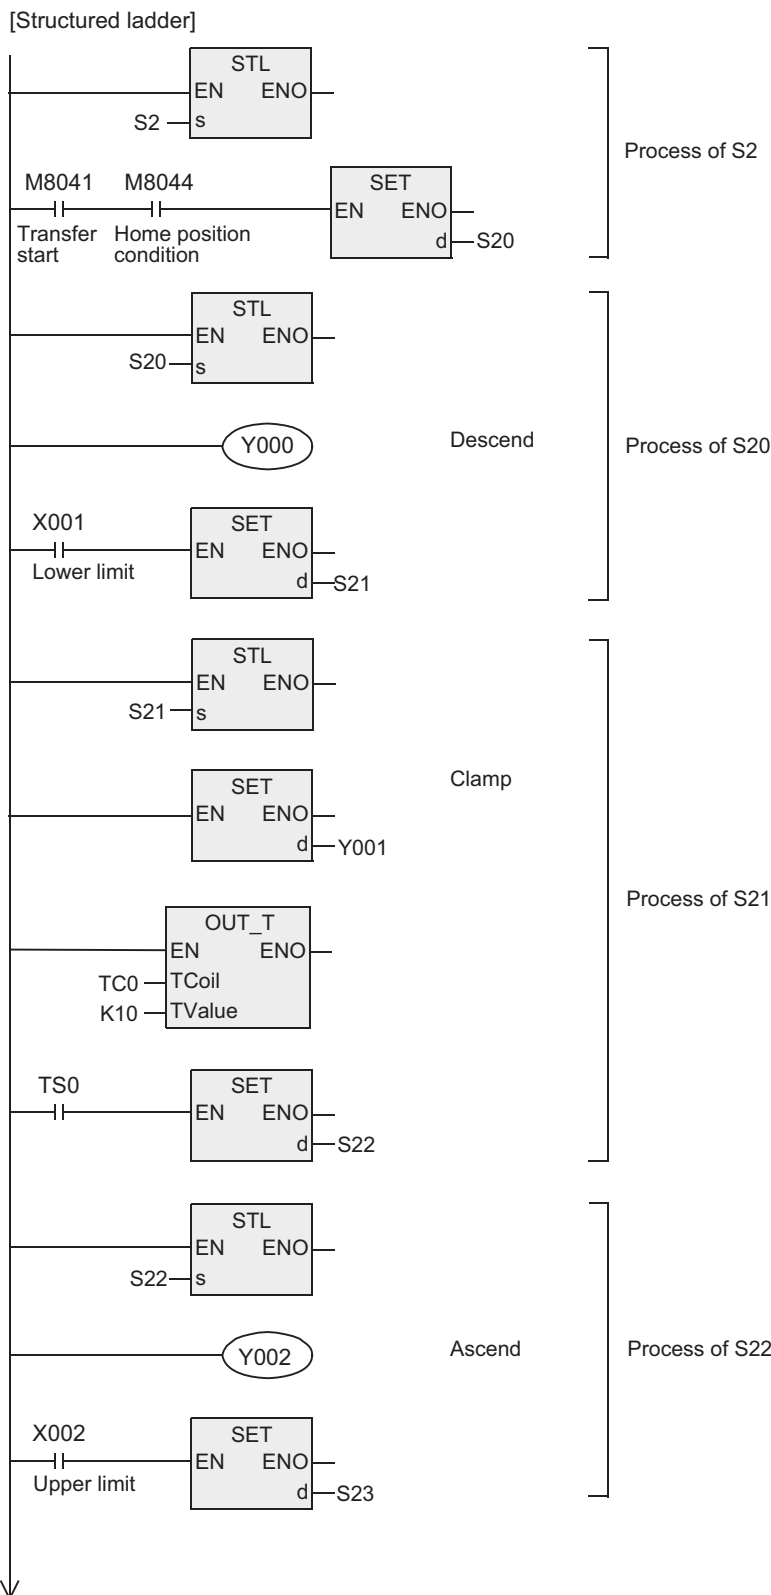 [Structured ladder]
STL
EN ENO
S2 s
Process of S2
M8041 M8044 SET
EN ENO
Transfer start
Home position condition
d S20
STL
EN ENO
S20 s
Y000 Descend Process of S20
X001 SET
EN ENO
Lower limit d S21
STL
EN ENO
S21 s
SET Clamp
EN ENO
d Y001
Process of S21
OUT_T
EN ENO
TC0 TCoil
K10 TValue
TS0 SET
EN ENO
d S22
STL
EN ENO
S22 s
Y002 Ascend Process of S22
X002 SET
EN ENO
Upper limit d S23